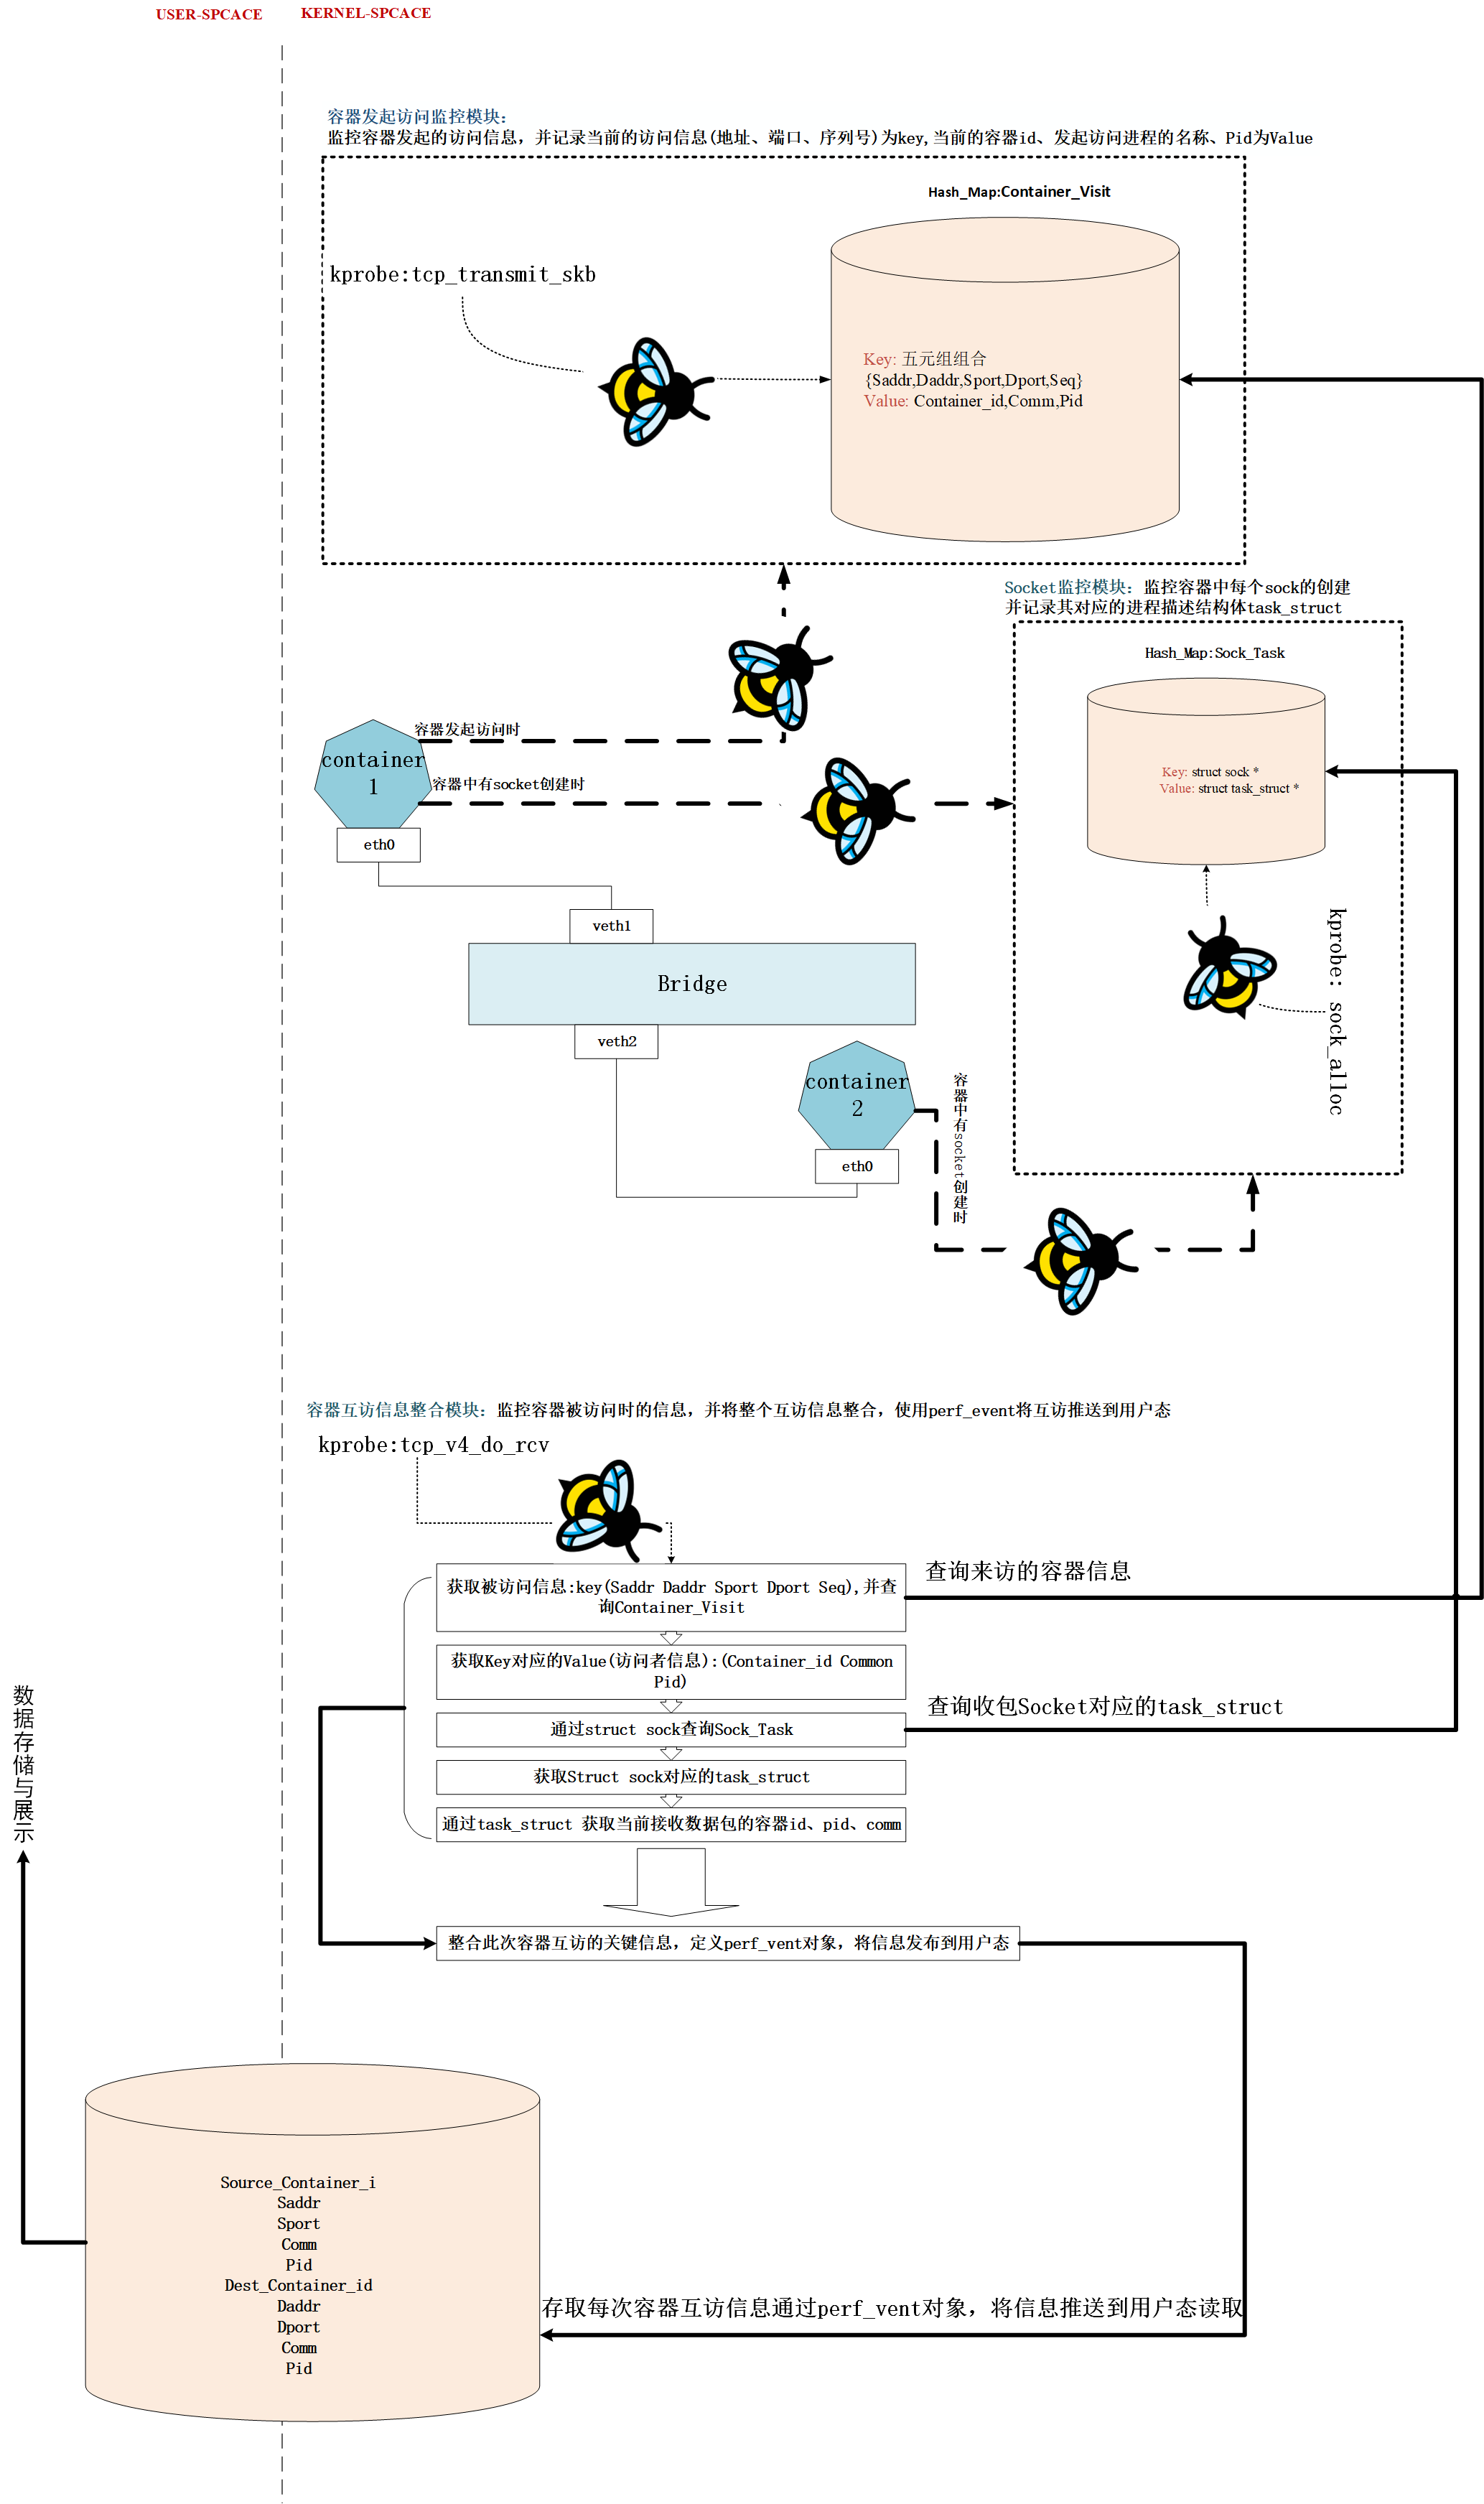 USER-SPCACE
KERNEL-SPCACE
容器发起访问监控模块:
监控容器发起的访问信息，并记录当前的访问信息(地址、端口、序列号)为key,当前的容器id、发起访问进程的名称、Pid为Value
Hash_Map:Container_Visit
kprobe:tcp_transmit_skb
Key: 五元组组合
{Saddr,Daddr,Sport,Dport,Seq}
Value: Container_id,Comm,Pid
Socket监控模块: 监控容器中每个sock的创建
并记录其对应的进程描述结构体task_struct
Hash_Map:Sock_Task
Key: struct sock *
Value: struct task_struct *
kprobe: sock_alloc
容器发起访问时
container
1
容器中有socket创建时
eth0
veth1
Bridge
veth2
container
2
eth0
容器中有socket创建时
容器互访信息整合模块: 监控容器被访问时的信息，并将整个互访信息整合，使用perf_event将互访推送到用户态
kprobe:tcp_v4_do_rcv
获取被访问信息:key(Saddr Daddr Sport Dport Seq),并查
询Container_Visit
查询来访的容器信息
获取Key对应的Value(访问者信息):(Container_id Common
Pid)
通过struct sock查询Sock_Task
查询收包Socket对应的task_struct
获取Struct sock对应的task_struct
通过task_struct 获取当前接收数据包的容器id、pid、comm
整合此次容器互访的关键信息，定义perf_vent对象，将信息发布到用户态
数据存储与展示
Source_Container_i
Saddr
Sport
Comm
Pid
Dest_Container_id
Daddr
Dport
Comm
Pid
存取每次容器互访信息通过perf_vent对象，将信息推送到用户态读取